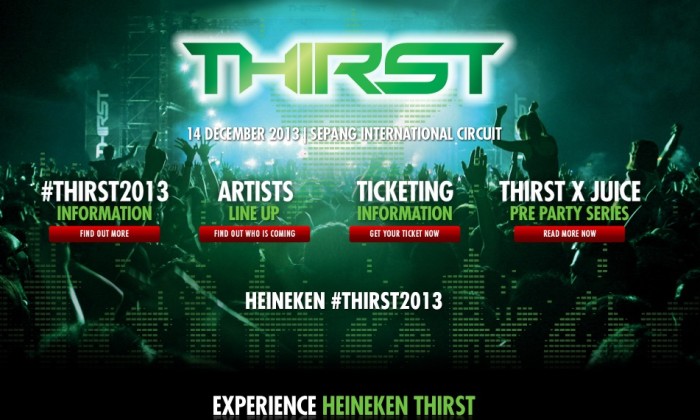 THIRST
THIRST
14 DECEMBER 2013 | SEPANG INTERNATIONAL CIRCUIT
#THIRST2013
INFORMATION
FIND OUT MORE
ARTISTS
LINE UP
FIND OUT WHO IS COMING
TICKETING
INFORMATION
GET YOUR TICKET NOW
THIRST X JUICE
PRE PARTY SERIES
READ MORE NOW
HEINEKEN #THIRST2013
EXPERIENCE HEINEKEN THIRST